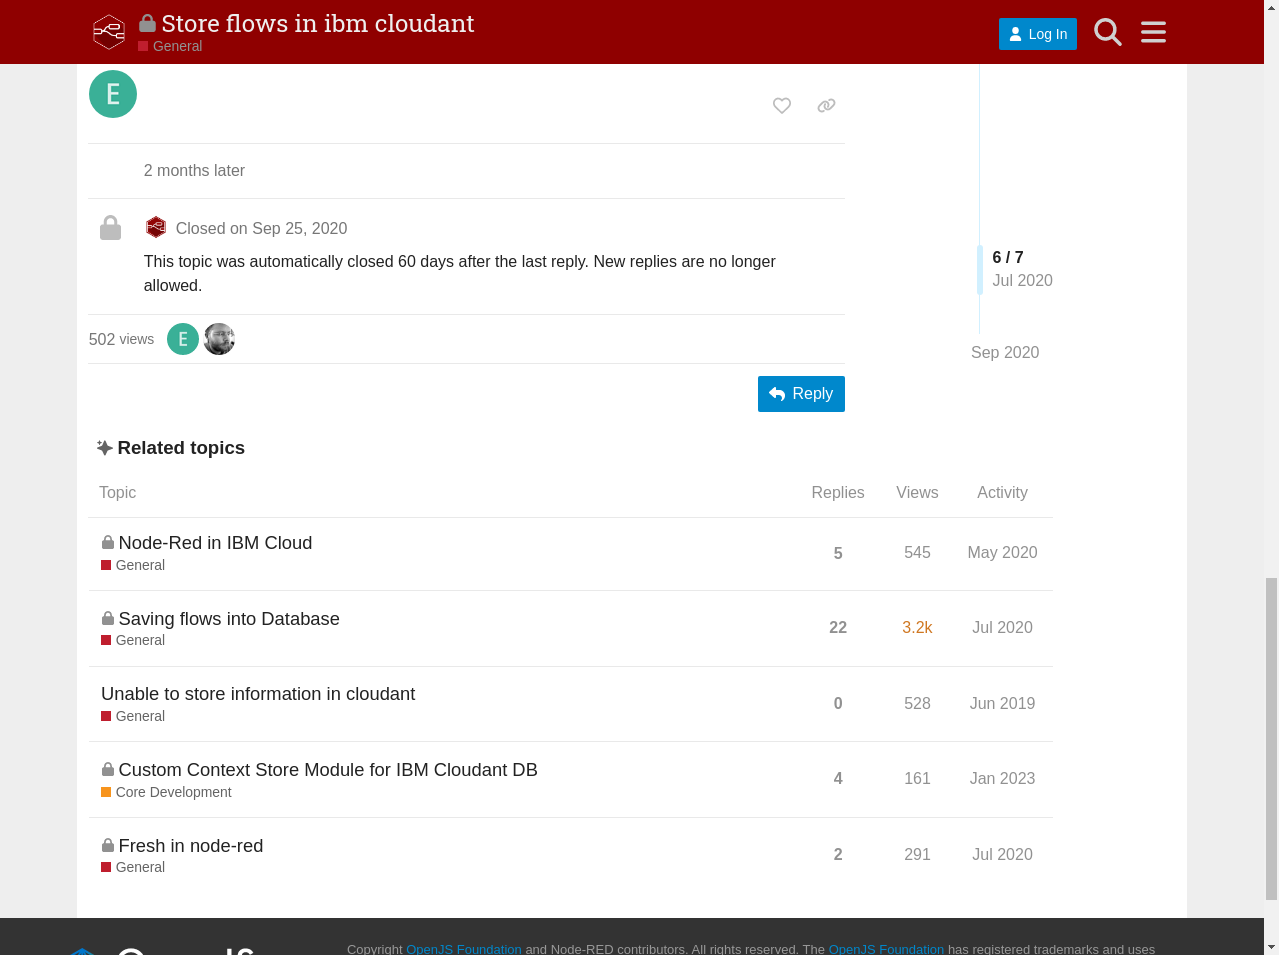 Store flows in ibm cloudant
General
Log In
E
2 months later
Closed on Sep 25, 2020
This topic was automatically closed 60 days after the last reply. New replies are no longer
allowed.
6 / 7
Jul 2020
Sep 2020
502 views E
Reply
Related topics
Topic Replies Views Activity
Node-Red in IBM Cloud
General
5 545 May 2020
Saving flows into Database
General
22 3.2k Jul 2020
Unable to store information in cloudant
General
0 528 Jun 2019
Custom Context Store Module for IBM Cloudant DB
Core Development
4 161 Jan 2023
Fresh in node-red
General
2 291 Jul 2020
Copyright OpenJS Foundation and Node-RED contributors. All rights reserved. The OpenJS Foundation has registered trademarks and uses